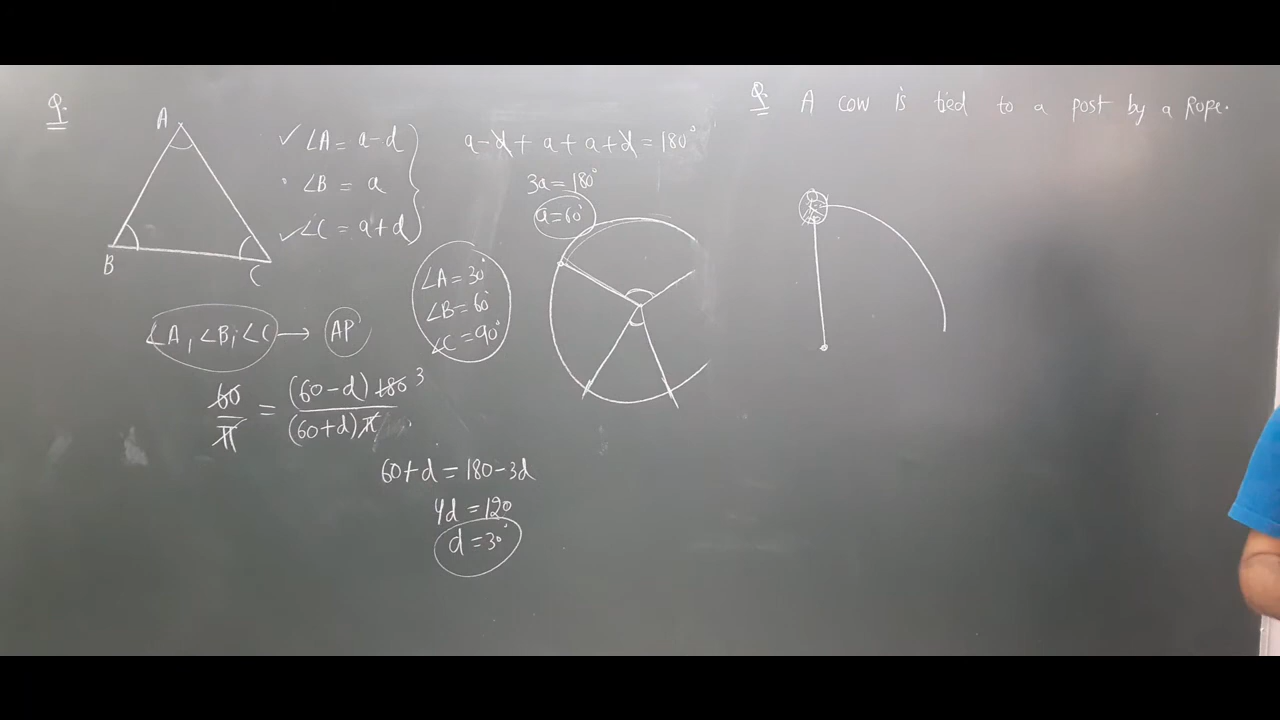 Q.
A
B
C
∠A = a-d
∠B = a
∠C = a+d
a-d + a + a+d = 180°
3a = 180°
a = 60°
∠A = 30°
∠B = 60°
∠C = 90°
∠A, ∠B, ∠C → AP
60/π = (60-d) 180 3/(60+d) π
60+d = 180-3d
4d = 120
d = 30°
Q. A cow is tied to a post by a Rope.